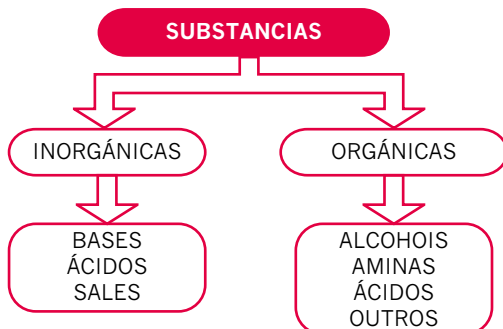 SUBSTANCIAS
INORGÁNICAS
ORGÁNICAS
BASES
ÁCIDOS
SALES
ALCOHOIS
AMINAS
ÁCIDOS
OUTROS